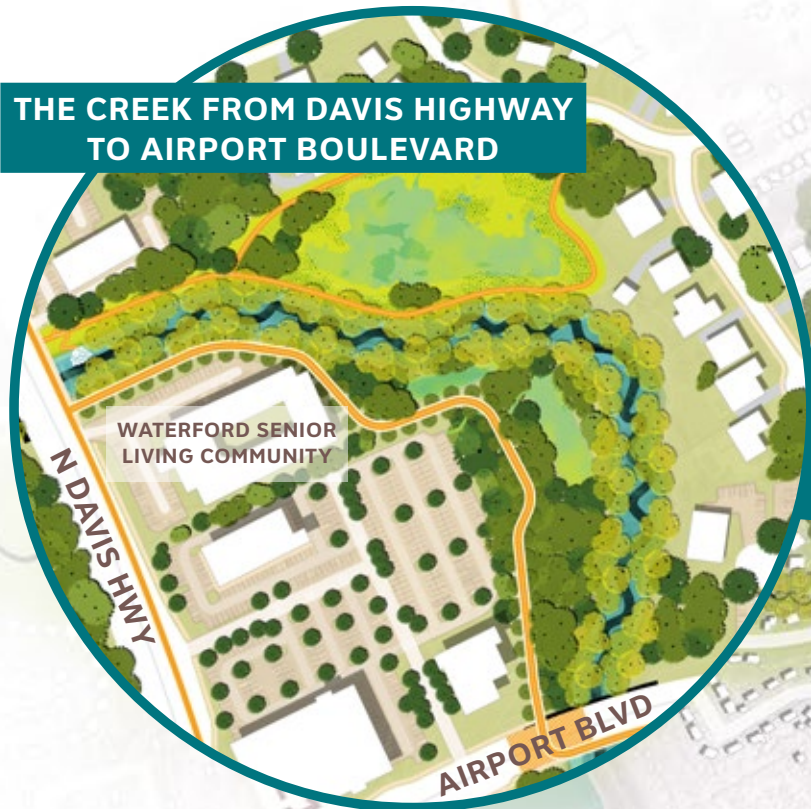 THE CREEK FROM DAVIS HIGHWAY
TO AIRPORT BOULEVARD
WATERFORD SENIOR
LIVING COMMUNITY
N DAVIS HWY
AIRPORT BLVD